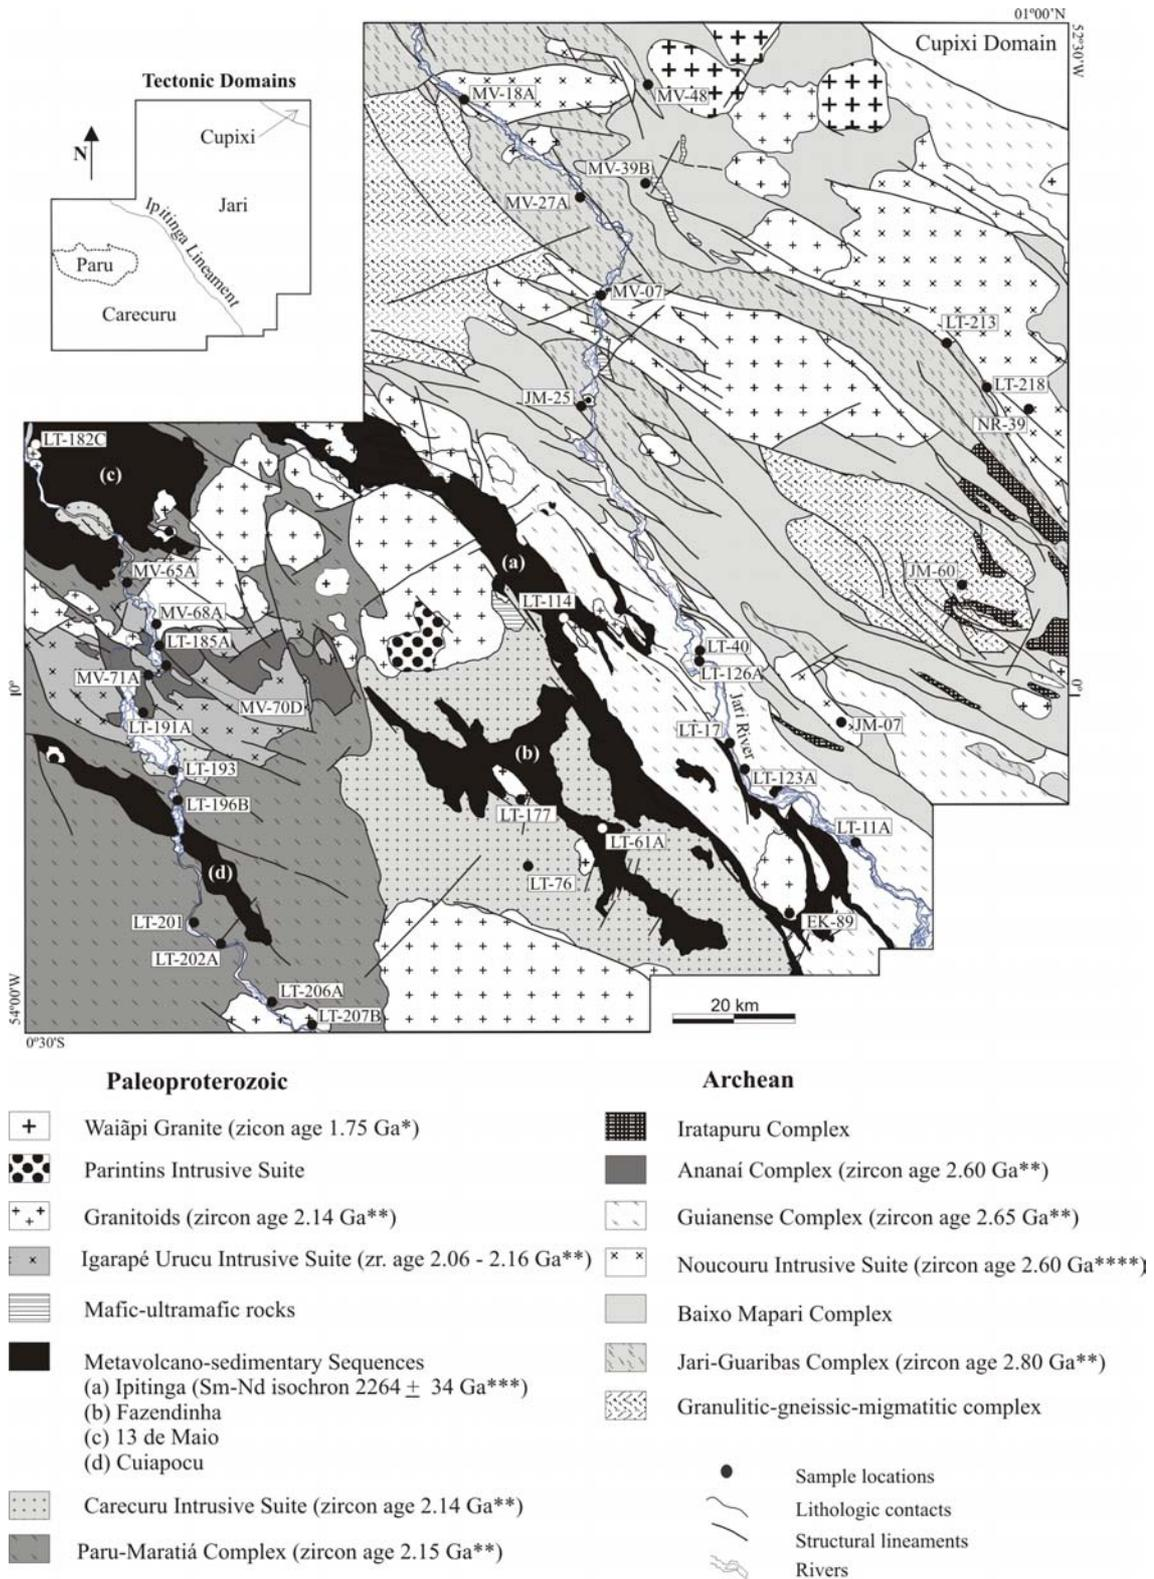 01°00'N
52°30'W
Cupixi Domain
Tectonic Domains
N
Cupixi
Jari
Ipitinga Lineament
Paru
Carecuru
MV-18A
MV-48
MV-39B
MV-27A
MV-07
LT-213
LT-218
NR-39
JM-25
LT-182C
(c)
(a)
JM-60
MV-65A
LT-114
MV-68A
LT-185A
LT-40
LT-126A
MV-71A
0°
0°
MV-70D
LT-191A
Jari River
JM-07
LT-17
(b)
LT-193
LT-123A
LT-196B
LT-177
LT-11A
LT-61A
(d)
LT-76
LT-201
EK-89
LT-202A
LT-206A
LT-207B
54°00'W
0°30'S
20 km
Paleoproterozoic
Waiãpi Granite (zicon age 1.75 Ga*)
Parintins Intrusive Suite
Granitoids (zircon age 2.14 Ga**)
Igarapé Urucu Intrusive Suite (zr. age 2.06 - 2.16 Ga**)
Mafic-ultramafic rocks
Metavolcano-sedimentary Sequences
(a) Ipitinga (Sm-Nd isochron 2264 ± 34 Ga***)
(b) Fazendinha
(c) 13 de Maio
(d) Cuiapocu
Carecuru Intrusive Suite (zircon age 2.14 Ga**)
Paru-Maratiá Complex (zircon age 2.15 Ga**)
Archean
Iratapuru Complex
Ananaí Complex (zircon age 2.60 Ga**)
Guianense Complex (zircon age 2.65 Ga**)
Noucouru Intrusive Suite (zircon age 2.60 Ga****)
Baixo Mapari Complex
Jari-Guaribas Complex (zircon age 2.80 Ga**)
Granulitic-gneissic-migmatitic complex
Sample locations
Lithologic contacts
Structural lineaments
Rivers